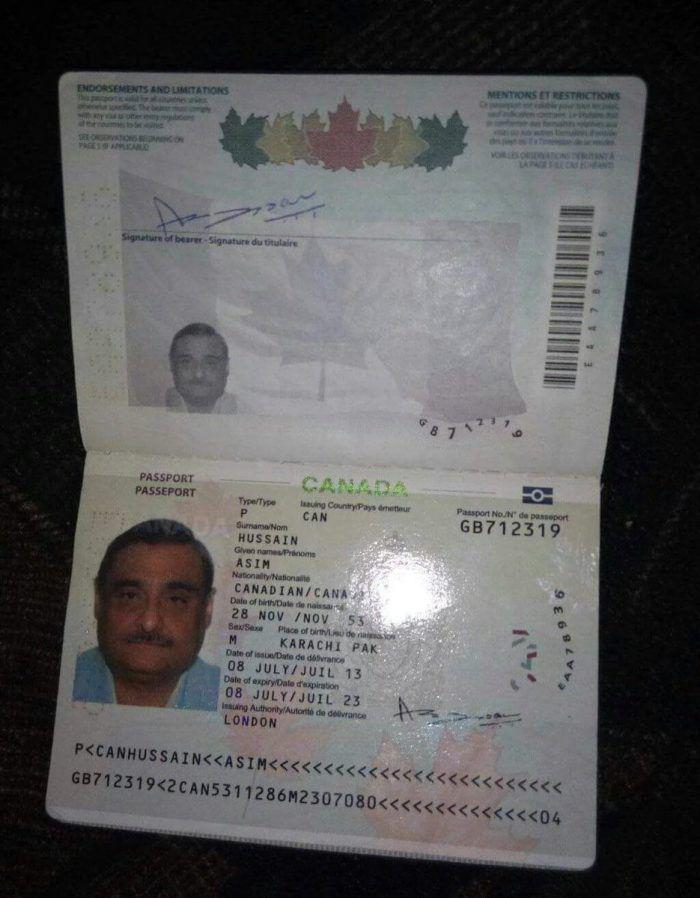 ENDORSEMENTS AND LIMITATIONS
This passport is valid for all countries unless
otherwise specified. The bearer must comply
with any visa or other entry regulations
of the countries to be visited.
SEE OBSERVATIONS BEGINNING ON
PAGE 5 (IF APPLICABLE)
MENTIONS ET RESTRICTIONS
Ce passeport est valable pour tous les pays,
sauf indication contraire. Le titulaire doit
se conformer aux formalités relatives aux
visas ou aux autres formalités d'entrée
des pays où il a l'intention de se rendre.
VOIR LES OBSERVATIONS DÉBUTANT À
LA PAGE 5 (LE CAS ÉCHÉANT)
Signature of bearer - Signature du titulaire
EAA78936
GB712319
PASSPORT
PASSEPORT
CANADA
Type/Type
P
Issuing Country/Pays émetteur
CAN
Passport No./N° de passeport
GB712319
Surname/Nom
HUSSAIN
Given names/Prénoms
ASIM
Nationality/Nationalité
CANADIAN/CANA
Date of birth/Date de naissance
28 NOV /NOV 53
Sex/Sexe
M
Place of birth/Lieu de naissance
KARACHI PAK
Date of issue/Date de délivrance
08 JULY/JUIL 13
Date of expiry/Date d'expiration
08 JULY/JUIL 23
Issuing Authority/Autorité de délivrance
LONDON
EAA78936
P<CANHUSSAIN<<ASIM<<<<<<<<<<<<<<<<<<<<<<<<<<
GB712319<2CAN5311286M2307080<<<<<<<<<<<<<<04